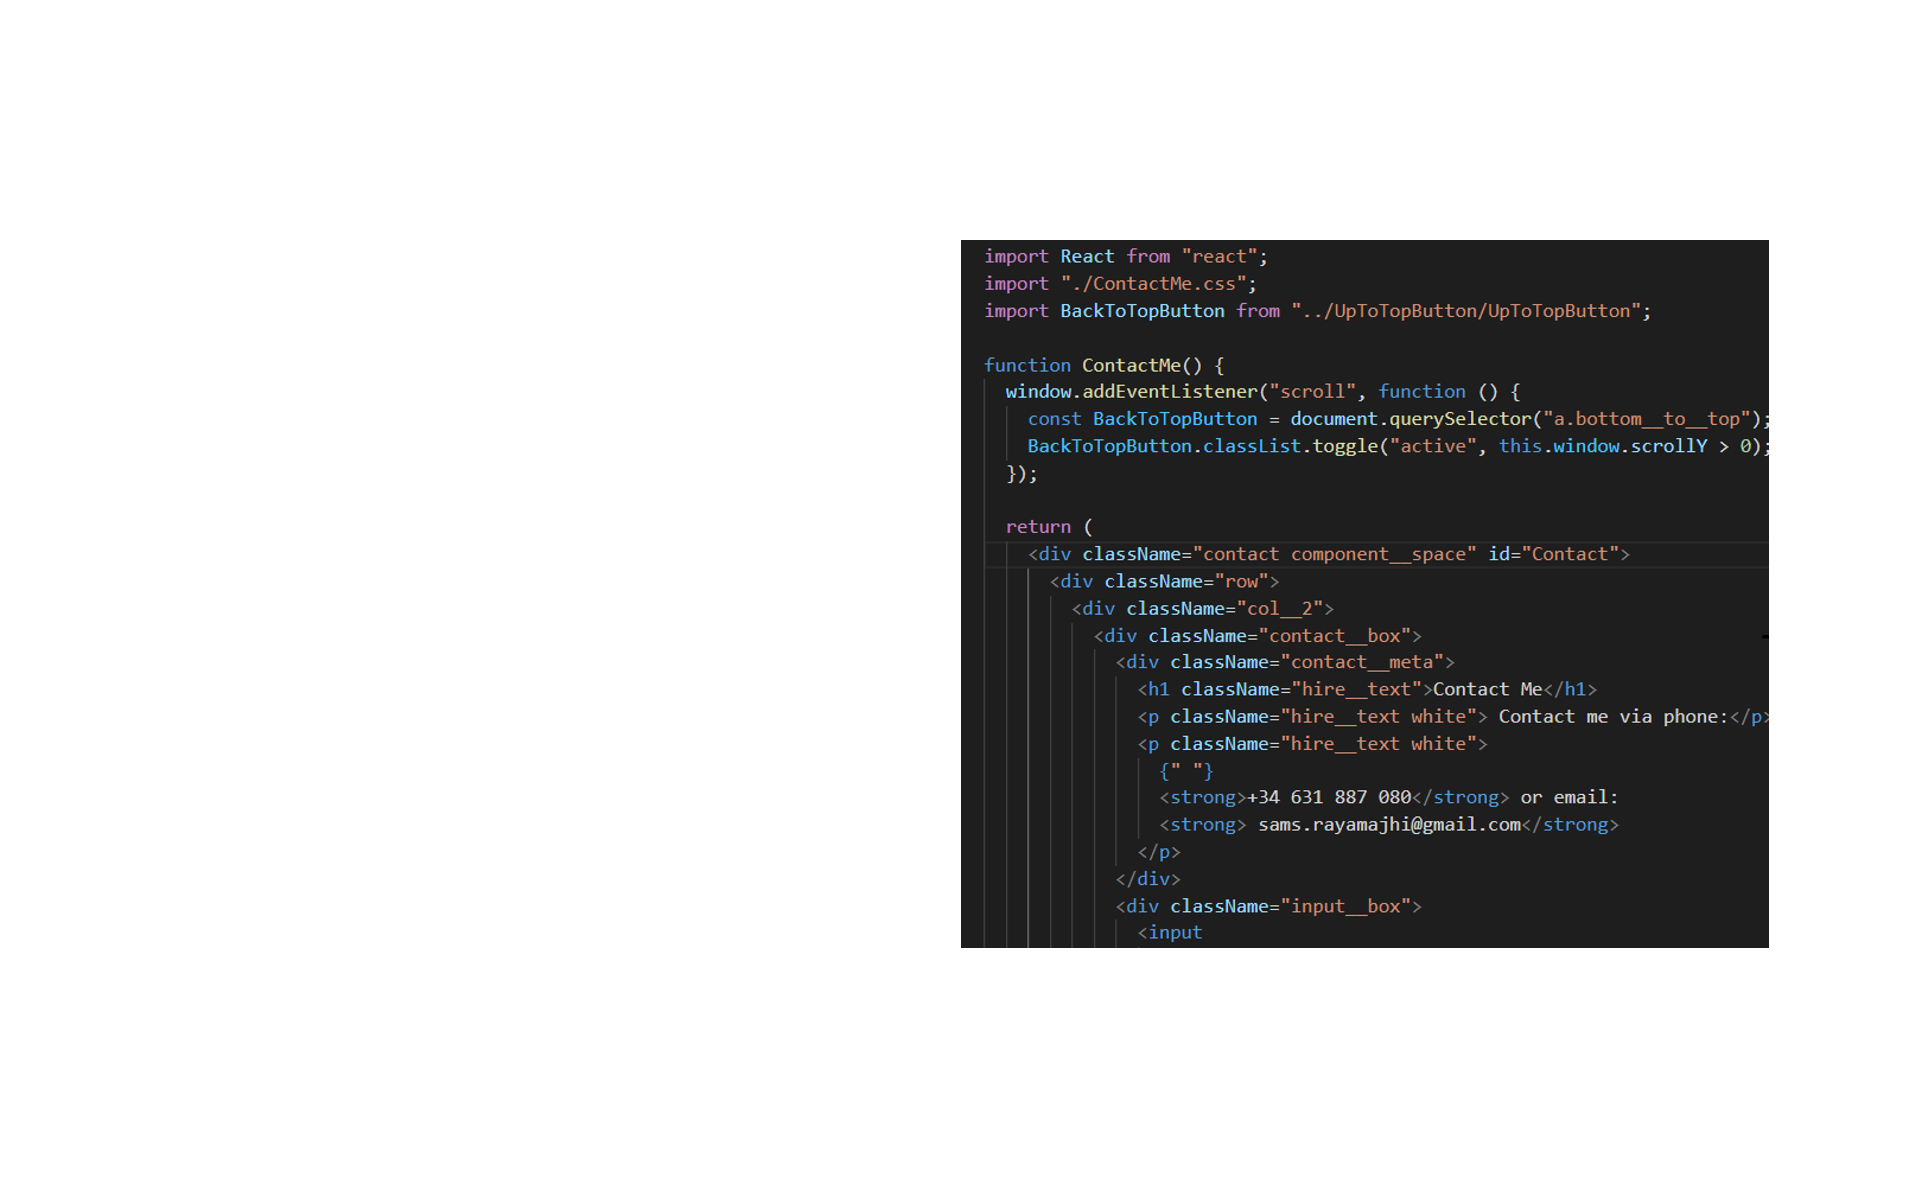 import React from "react";
import "./ContactMe.css";
import BackToTopButton from "../UpToTopButton/UpToTopButton";
function ContactMe() {
window.addEventListener("scroll", function () {
const BackToTopButton = document.querySelector("a.bottom__to__top");
BackToTopButton.classList.toggle("active", this.window.scrollY > 0);
});
return (
<div className="contact component__space" id="Contact">
<div className="row">
<div className="col__2">
<div className="contact__box">
<div className="contact__meta">
<h1 className="hire__text">Contact Me</h1>
<p className="hire__text white"> Contact me via phone:</p>
<p className="hire__text white">
{" "}
<strong>+34 631 887 080</strong> or email:
<strong> sams.rayamajhi@gmail.com</strong>
</p>
</div>
<div className="input__box">
<input